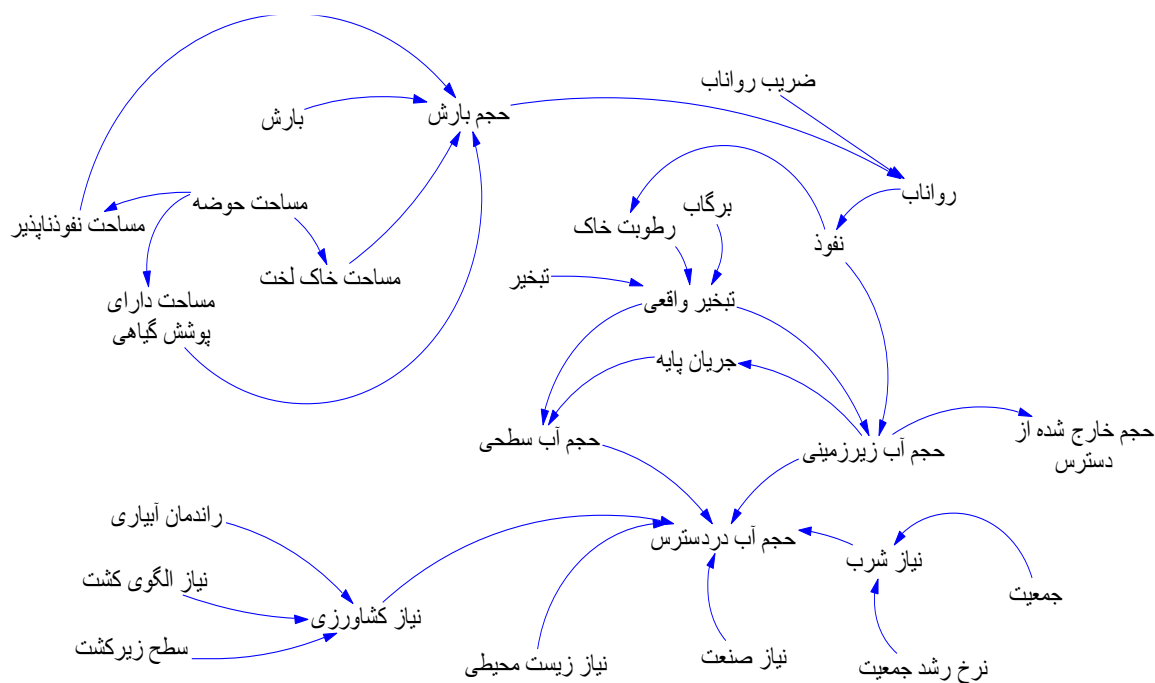 ضریب رواناب
حجم بارش
بارش
رواناب
مساحت حوضه
برگاب
مساحت نفوذناپذیر
رطوبت خاک
نفوذ
مساحت خاک لخت
تبخیر
مساحت دارای
پوشش گیاهی
تبخیر واقعی
جریان پایه
حجم خارج شده از
دسترس
حجم آب سطحی
حجم آب زیرزمینی
راندمان آبیاری
حجم آب دردسترس
نیاز شرب
نیاز الگوی کشت
جمعیت
نیاز کشاورزی
سطح زیرکشت
نیاز زیست محیطی
نیاز صنعت
نرخ رشد جمعیت